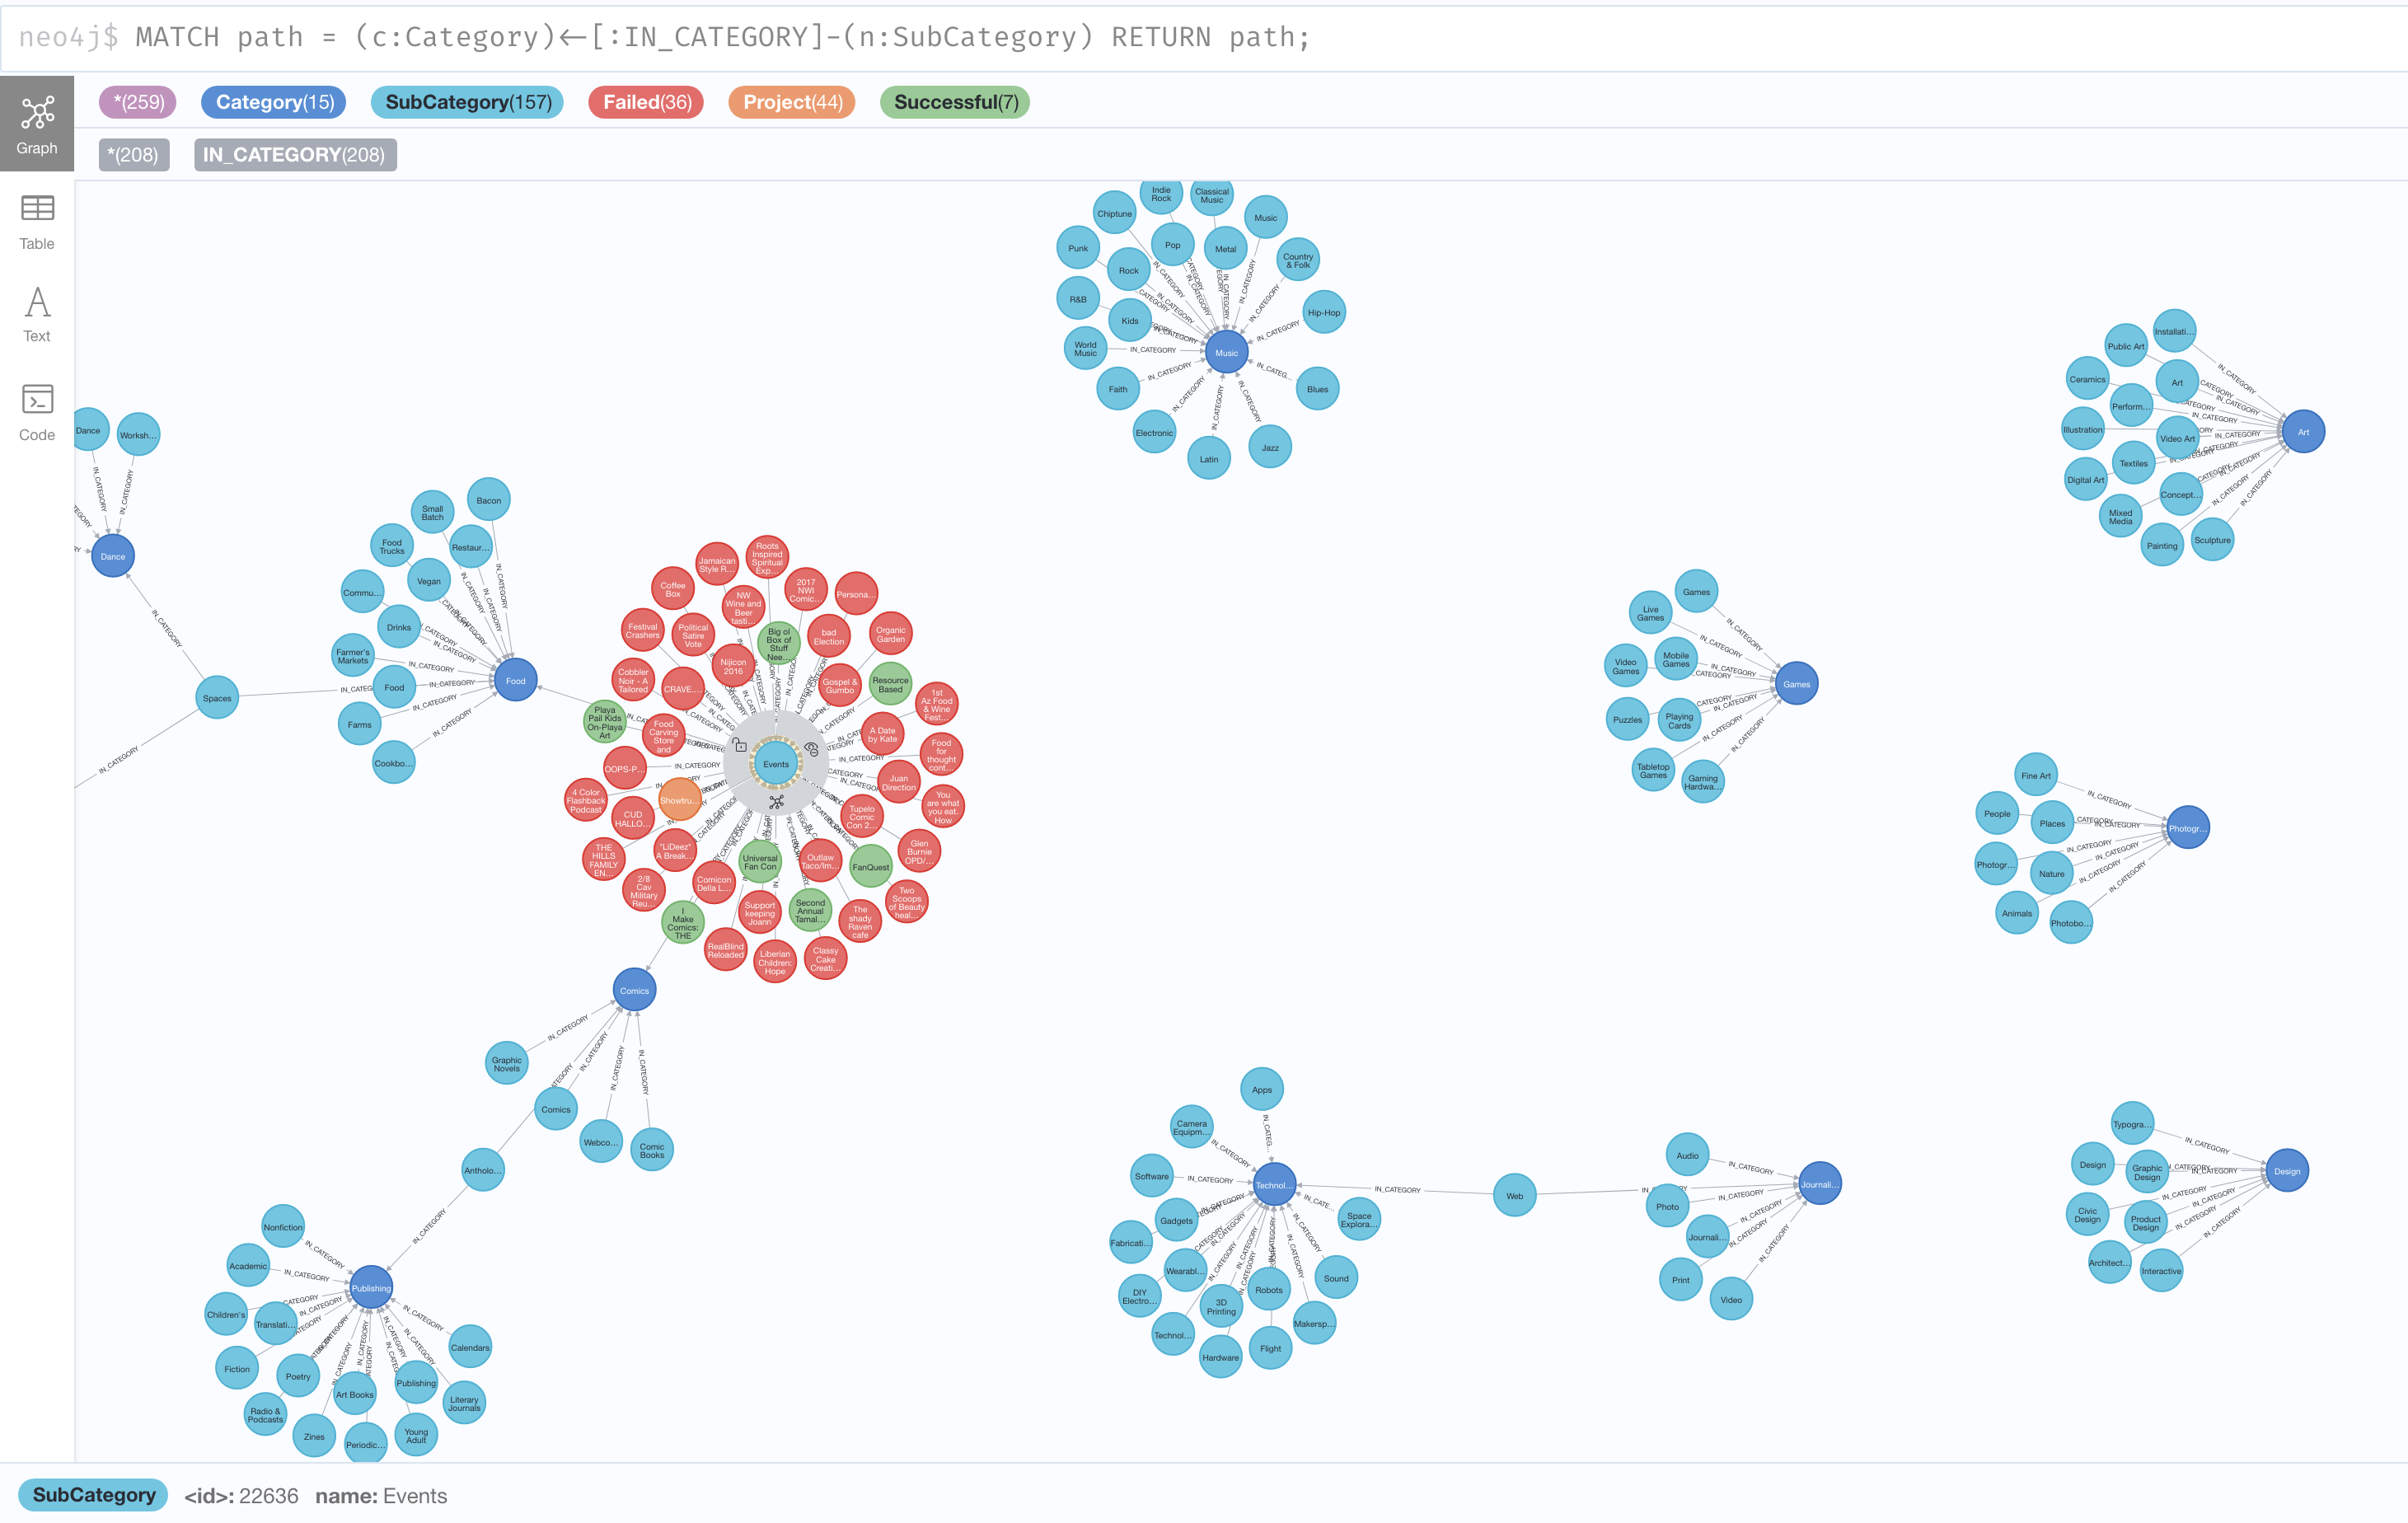 neo4j$ MATCH path = (c:Category)<-[:IN_CATEGORY]-(n:SubCategory) RETURN path;
*(259) Category(15) SubCategory(157) Failed(36) Project(44) Successful(7)
*(208) IN_CATEGORY(208)
Graph
Table
Text
Code
Indie Rock
Classical Music
Chiptune
Music
Punk
Pop
Metal
Country & Folk
Rock
R&B
Kids
Hip-Hop
World Music
Music
Faith
Blues
Electronic
Latin
Jazz
Installati...
Public Art
Ceramics
Art
Perform...
Illustration
Video Art
Art
Textiles
Digital Art
Concept...
Mixed Media
Painting
Sculpture
Dance
Worksh...
Dance
Spaces
IN_CATEGORY
Bacon
Small Batch
Food Trucks
Restaur...
Vegan
Commu...
Drinks
Farmer's Markets
Food
Food
Farms
Cookbo...
Roots Inspired Spiritual Exp...
Jamaican Style R...
Coffee Box
NW Wine and Beer tasti...
2017 NWI Comic...
Persona...
Festival Crashers
Political Satire Vote
Big ol Box of Stuff Nee...
bad Election
Organic Garden
Nijicon 2016
Cobbler Noir - A Tailored
CRAVE....
Gospel & Gumbo
Resource Based
1st Az Food & Wine Fest...
Playa Pail Kids On-Playa Art
Food Carving Store and
A Date by Kate
Food for thought cont...
OOPS-P...
Events
Juan Direction
4 Color Flashback Podcast
Showtru...
You are what you eat. How
CUD HALLO...
Tupelo Comic Con 2...
THE HILLS FAMILY EN...
"LiDeez" A Break...
Universal Fan Con
Outlaw Taco/Im...
FanQuest
Glen Burnie OPD/...
2/8 Cav Military Reu...
Comicon Delia L...
Two Scoops of Beauty heal...
I Make Comics: THE
Support keeping Joann
Second Annual Tamal...
The shady Raven cafe
RealBlind Reloaded
Liberian Children: Hope
Classy Cake Creati...
Games
Live Games
Video Games
Mobile Games
Games
Puzzles
Playing Cards
Tabletop Games
Gaming Hardwa...
Fine Art
People
Places
Photogr...
Photogr...
Nature
Animals
Photobo...
Comics
Graphic Novels
Comics
Webco...
Comic Books
Antholo...
Nonfiction
Academic
Publishing
Children's
Translati...
Fiction
Poetry
Art Books
Publishing
Calendars
Radio & Podcasts
Literary Journals
Zines
Periodic...
Young Adult
Apps
Camera Equipm...
Software
Technol...
Gadgets
Space Explora...
Fabricati...
Wearabl...
Sound
DIY Electro...
3D Printing
Robots
Technol...
Makersp...
Hardware
Flight
Web
Audio
Journali...
Photo
Journali...
Print
Video
Typogra...
Design
Graphic Design
Design
Civic Design
Product Design
Architect...
Interactive
SubCategory <id>: 22636 name: Events